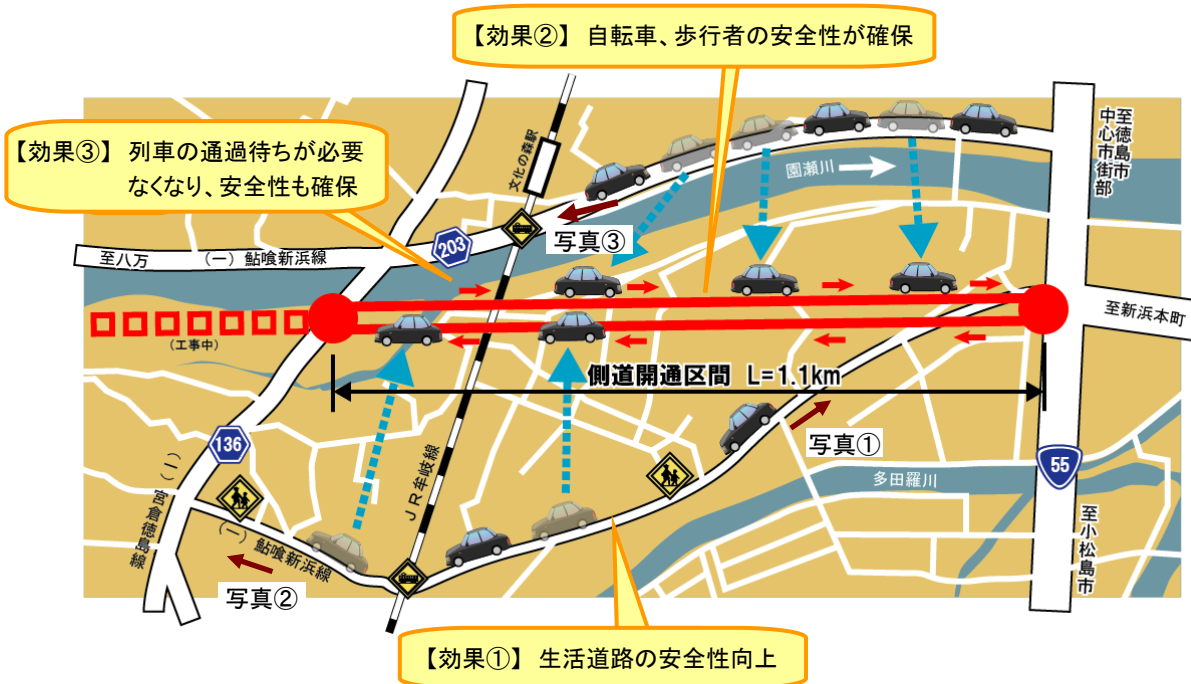 【効果②】 自転車、歩行者の安全性が確保
【効果③】 列車の通過待ちが必要
なくなり、安全性も確保
文化の森駅
園瀬川
至徳島市
中心市街部
写真③
203
至八万
(一) 鮎喰新浜線
(工事中)
至新浜本町
側道開通区間 L=1.1km
136
JR牟岐線
写真①
55
多田羅川
(一) 宮倉徳島線
(一) 鮎喰新浜線
至小松島市
写真②
【効果①】 生活道路の安全性向上